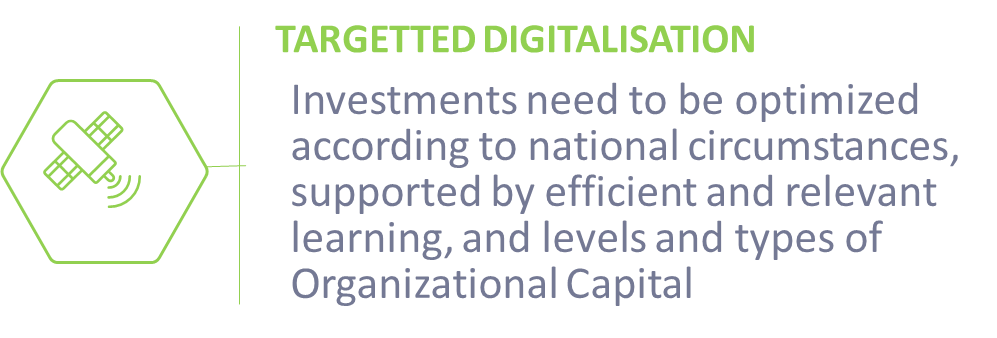 TARGETTED DIGITALISATION
Investments need to be optimized
according to national circumstances,
supported by efficient and relevant
learning, and levels and types of
Organizational Capital